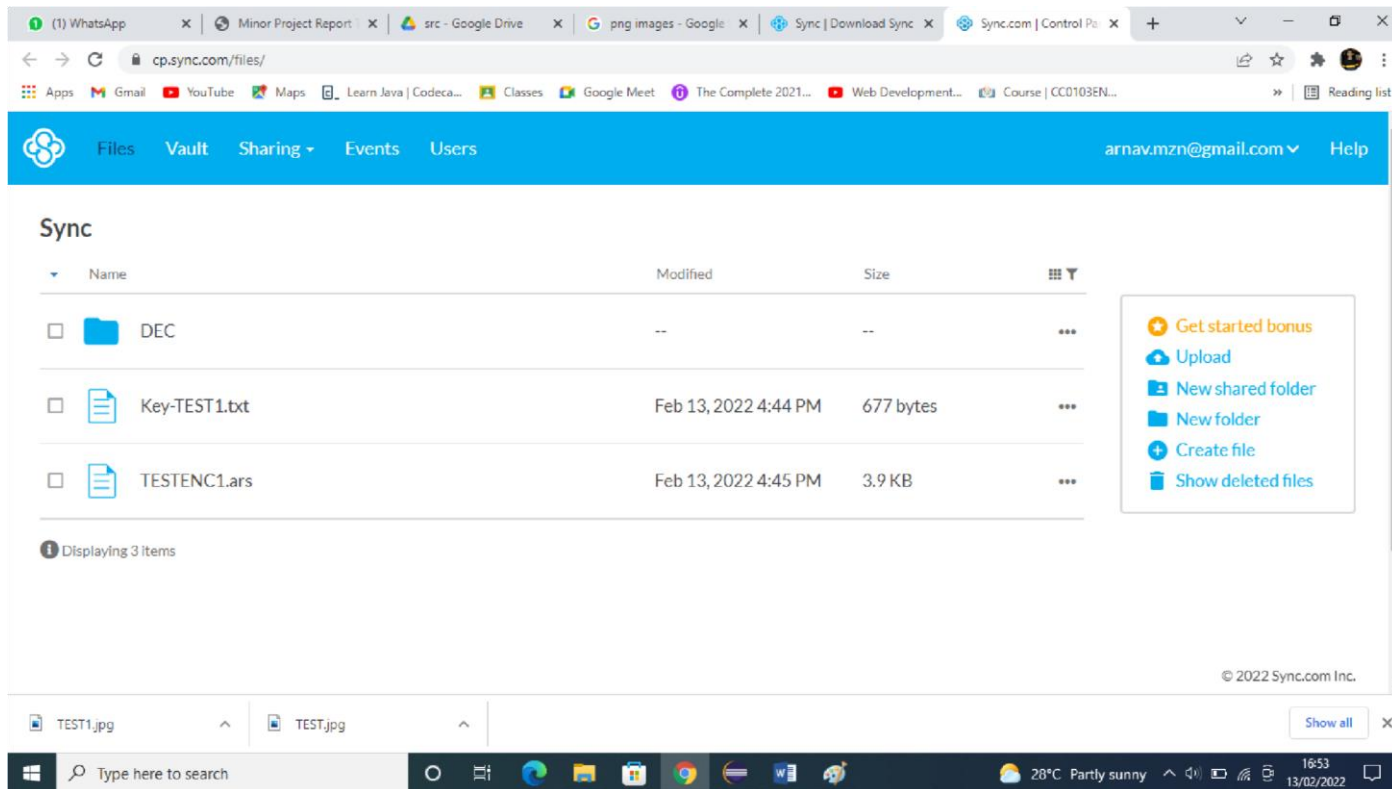 (1) WhatsApp
Minor Project Report
src - Google Drive
png images - Google
Sync | Download Sync
Sync.com | Control Pa
cp.sync.com/files/
Apps Gmail YouTube Maps Learn Java | Codeca... Classes Google Meet The Complete 2021... Web Development... Course | CC0103EN... » Reading list
Files Vault Sharing Events Users arnav.mzn@gmail.com Help
Sync
Name Modified Size
DEC -- --
Key-TEST1.txt Feb 13, 2022 4:44 PM 677 bytes
TESTENC1.ars Feb 13, 2022 4:45 PM 3.9 KB
Displaying 3 items
Get started bonus
Upload
New shared folder
New folder
Create file
Show deleted files
© 2022 Sync.com Inc.
TEST1.jpg TEST.jpg Show all
Type here to search 28°C Partly sunny 16:53
13/02/2022